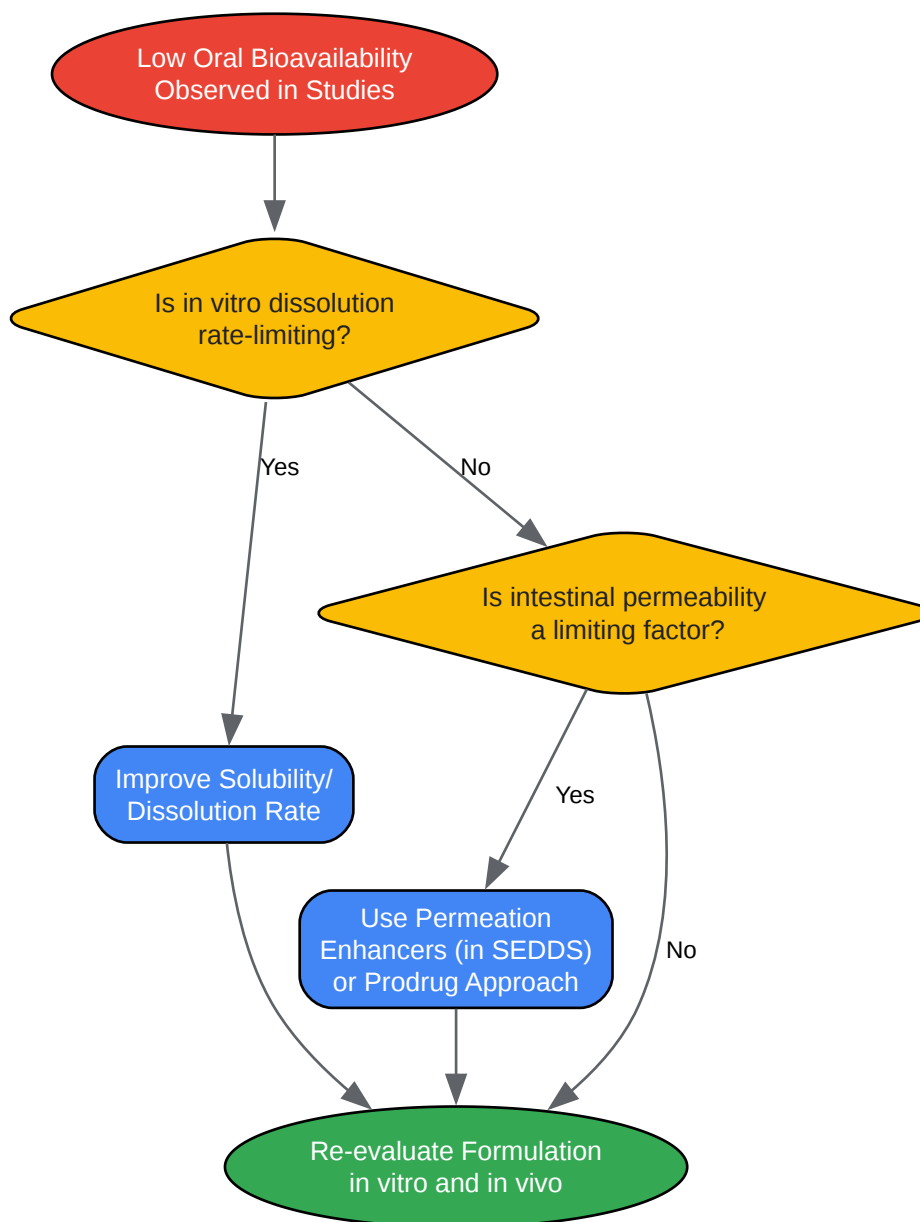 Low Oral Bioavailability
Observed in Studies
Is in vitro dissolution
rate-limiting?
Yes
No
Is intestinal permeability
a limiting factor?
Improve Solubility/
Dissolution Rate
Yes
Use Permeation
Enhancers (in SEDDS)
or Prodrug Approach
No
Re-evaluate Formulation
in vitro and in vivo